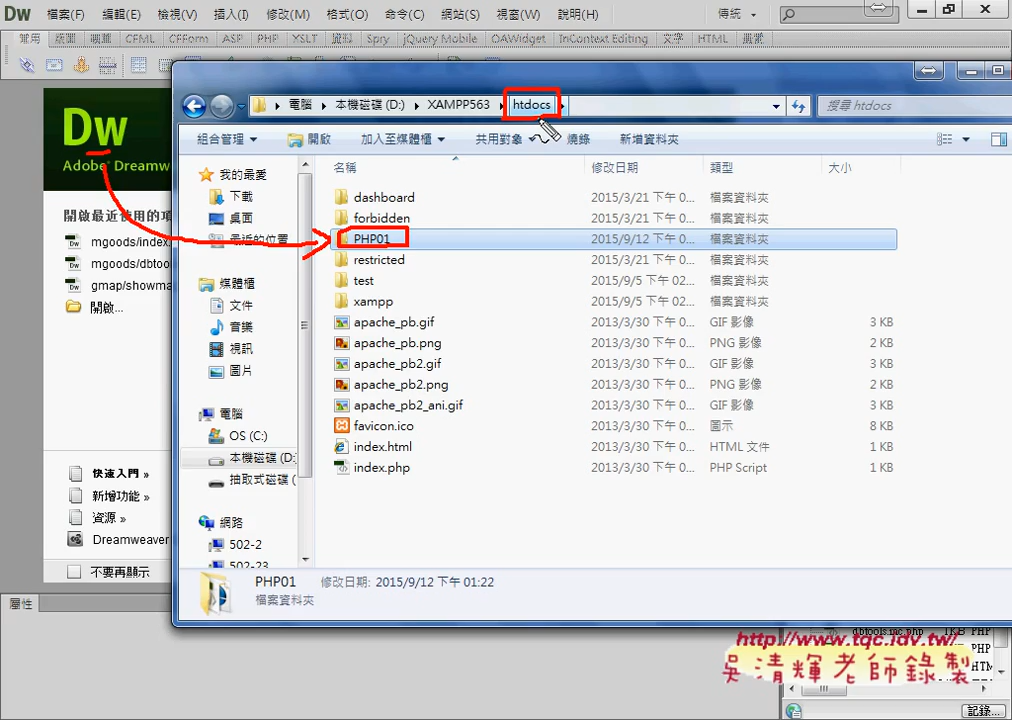 Dw 檔案(F) 編輯(E) 檢視(V) 插入(I) 修改(M) 格式(O) 命令(C) 網站(S) 視窗(W) 說明(H) 傳統
常用 版面 CFML CFForm ASP PHP XSLT 資料 Spry jQuery Mobile OAWidget TriContext Editing 文字 HTML
電腦 本機磁碟 (D:) XAMPP563 htdocs 搜尋 htdocs
組合管理 開啟 加入至媒體櫃 共用對象 燒錄 新增資料夾
Dw
Adobe Dreamw
開啟最近使用的項
mgoods/index
mgoods/dbtoo
gmap/showma
開啟...
快速入門 »
新增功能 »
資源 »
Dreamweaver
不要再顯示
屬性
我的最愛
下載
桌面
最近的位置
媒體櫃
文件
音樂
視訊
圖片
電腦
OS (C:)
本機磁碟 (D:
抽取式磁碟 (
網路
502-2
502-23
名稱 修改日期 類型 大小
dashboard 2015/3/21 下午 0... 檔案資料夾
forbidden 2015/3/21 下午 0... 檔案資料夾
PHP01 2015/9/12 下午 0... 檔案資料夾
restricted 2015/3/21 下午 0... 檔案資料夾
test 2015/9/5 下午 02... 檔案資料夾
xampp 2015/9/5 下午 02... 檔案資料夾
apache_pb.gif 2013/3/30 下午 0... GIF 影像 3 KB
apache_pb.png 2013/3/30 下午 0... PNG 影像 2 KB
apache_pb2.gif 2013/3/30 下午 0... GIF 影像 3 KB
apache_pb2.png 2013/3/30 下午 0... PNG 影像 2 KB
apache_pb2_ani.gif 2013/3/30 下午 0... GIF 影像 3 KB
favicon.ico 2013/3/30 下午 0... 圖示 8 KB
index.html 2013/3/30 下午 0... HTML 文件 1 KB
index.php 2013/3/30 下午 0... PHP Script 1 KB
PHP01 修改日期: 2015/9/12 下午 01:22
檔案資料夾
dbtools.inc.php 1KB PHP
http://www.tqc.idv.tw/
PHP
吳清輝老師錄製
HTM
記錄...